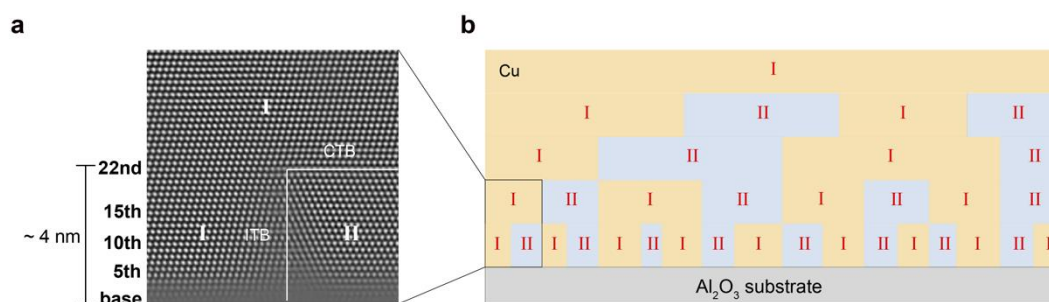 a
I
CTB
22nd
15th
~ 4 nm
10th
5th
base
I
ITB
II
b
Cu
I
I II I II
I II I II
I II I II I II I II
I II I II I II I II I II I II I II I II I
Al₂O₃ substrate